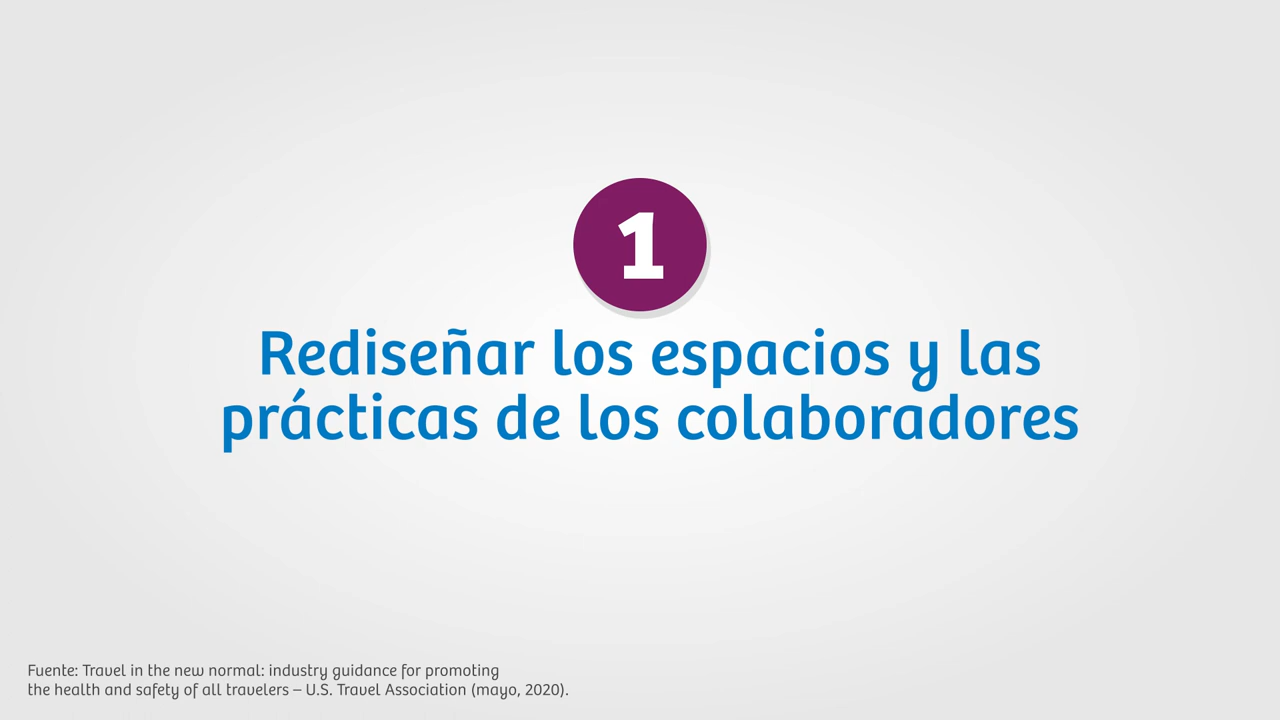 1
Rediseñar los espacios y las
prácticas de los colaboradores
Fuente: Travel in the new normal: industry guidance for promoting
the health and safety of all travelers – U.S. Travel Association (mayo, 2020).